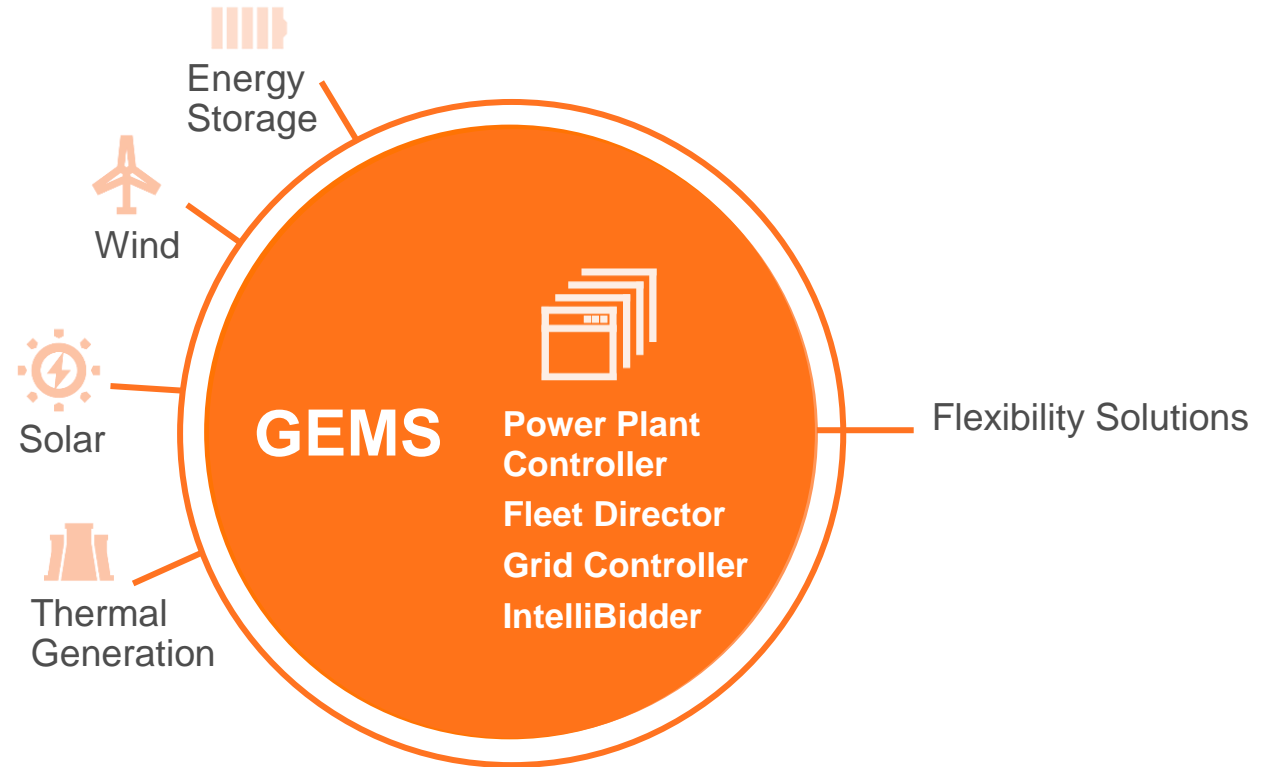 Energy
Storage
Wind
Solar
Thermal
Generation
GEMS
Power Plant
Controller
Fleet Director
Grid Controller
IntelliBidder
Flexibility Solutions